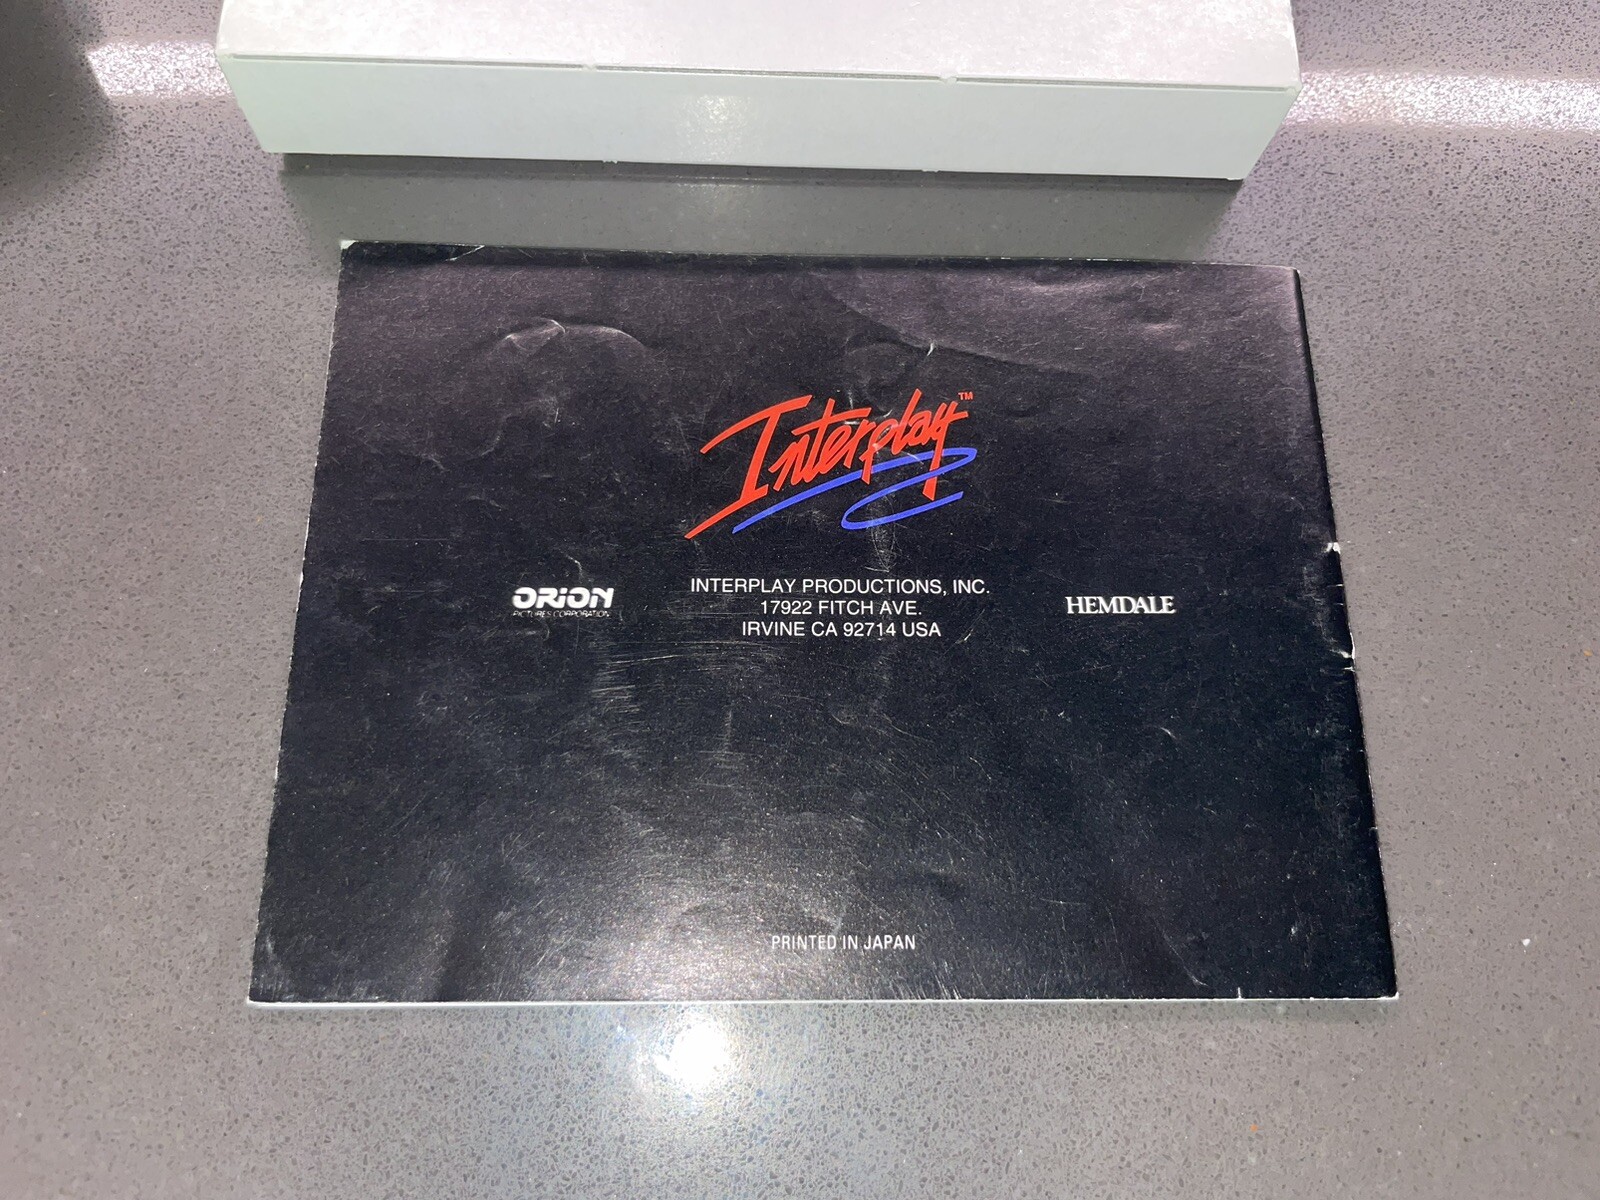 Interplay™
ORION
PICTURES CORPORATION
INTERPLAY PRODUCTIONS, INC.
17922 FITCH AVE.
IRVINE CA 92714 USA
HEMDALE
PRINTED IN JAPAN